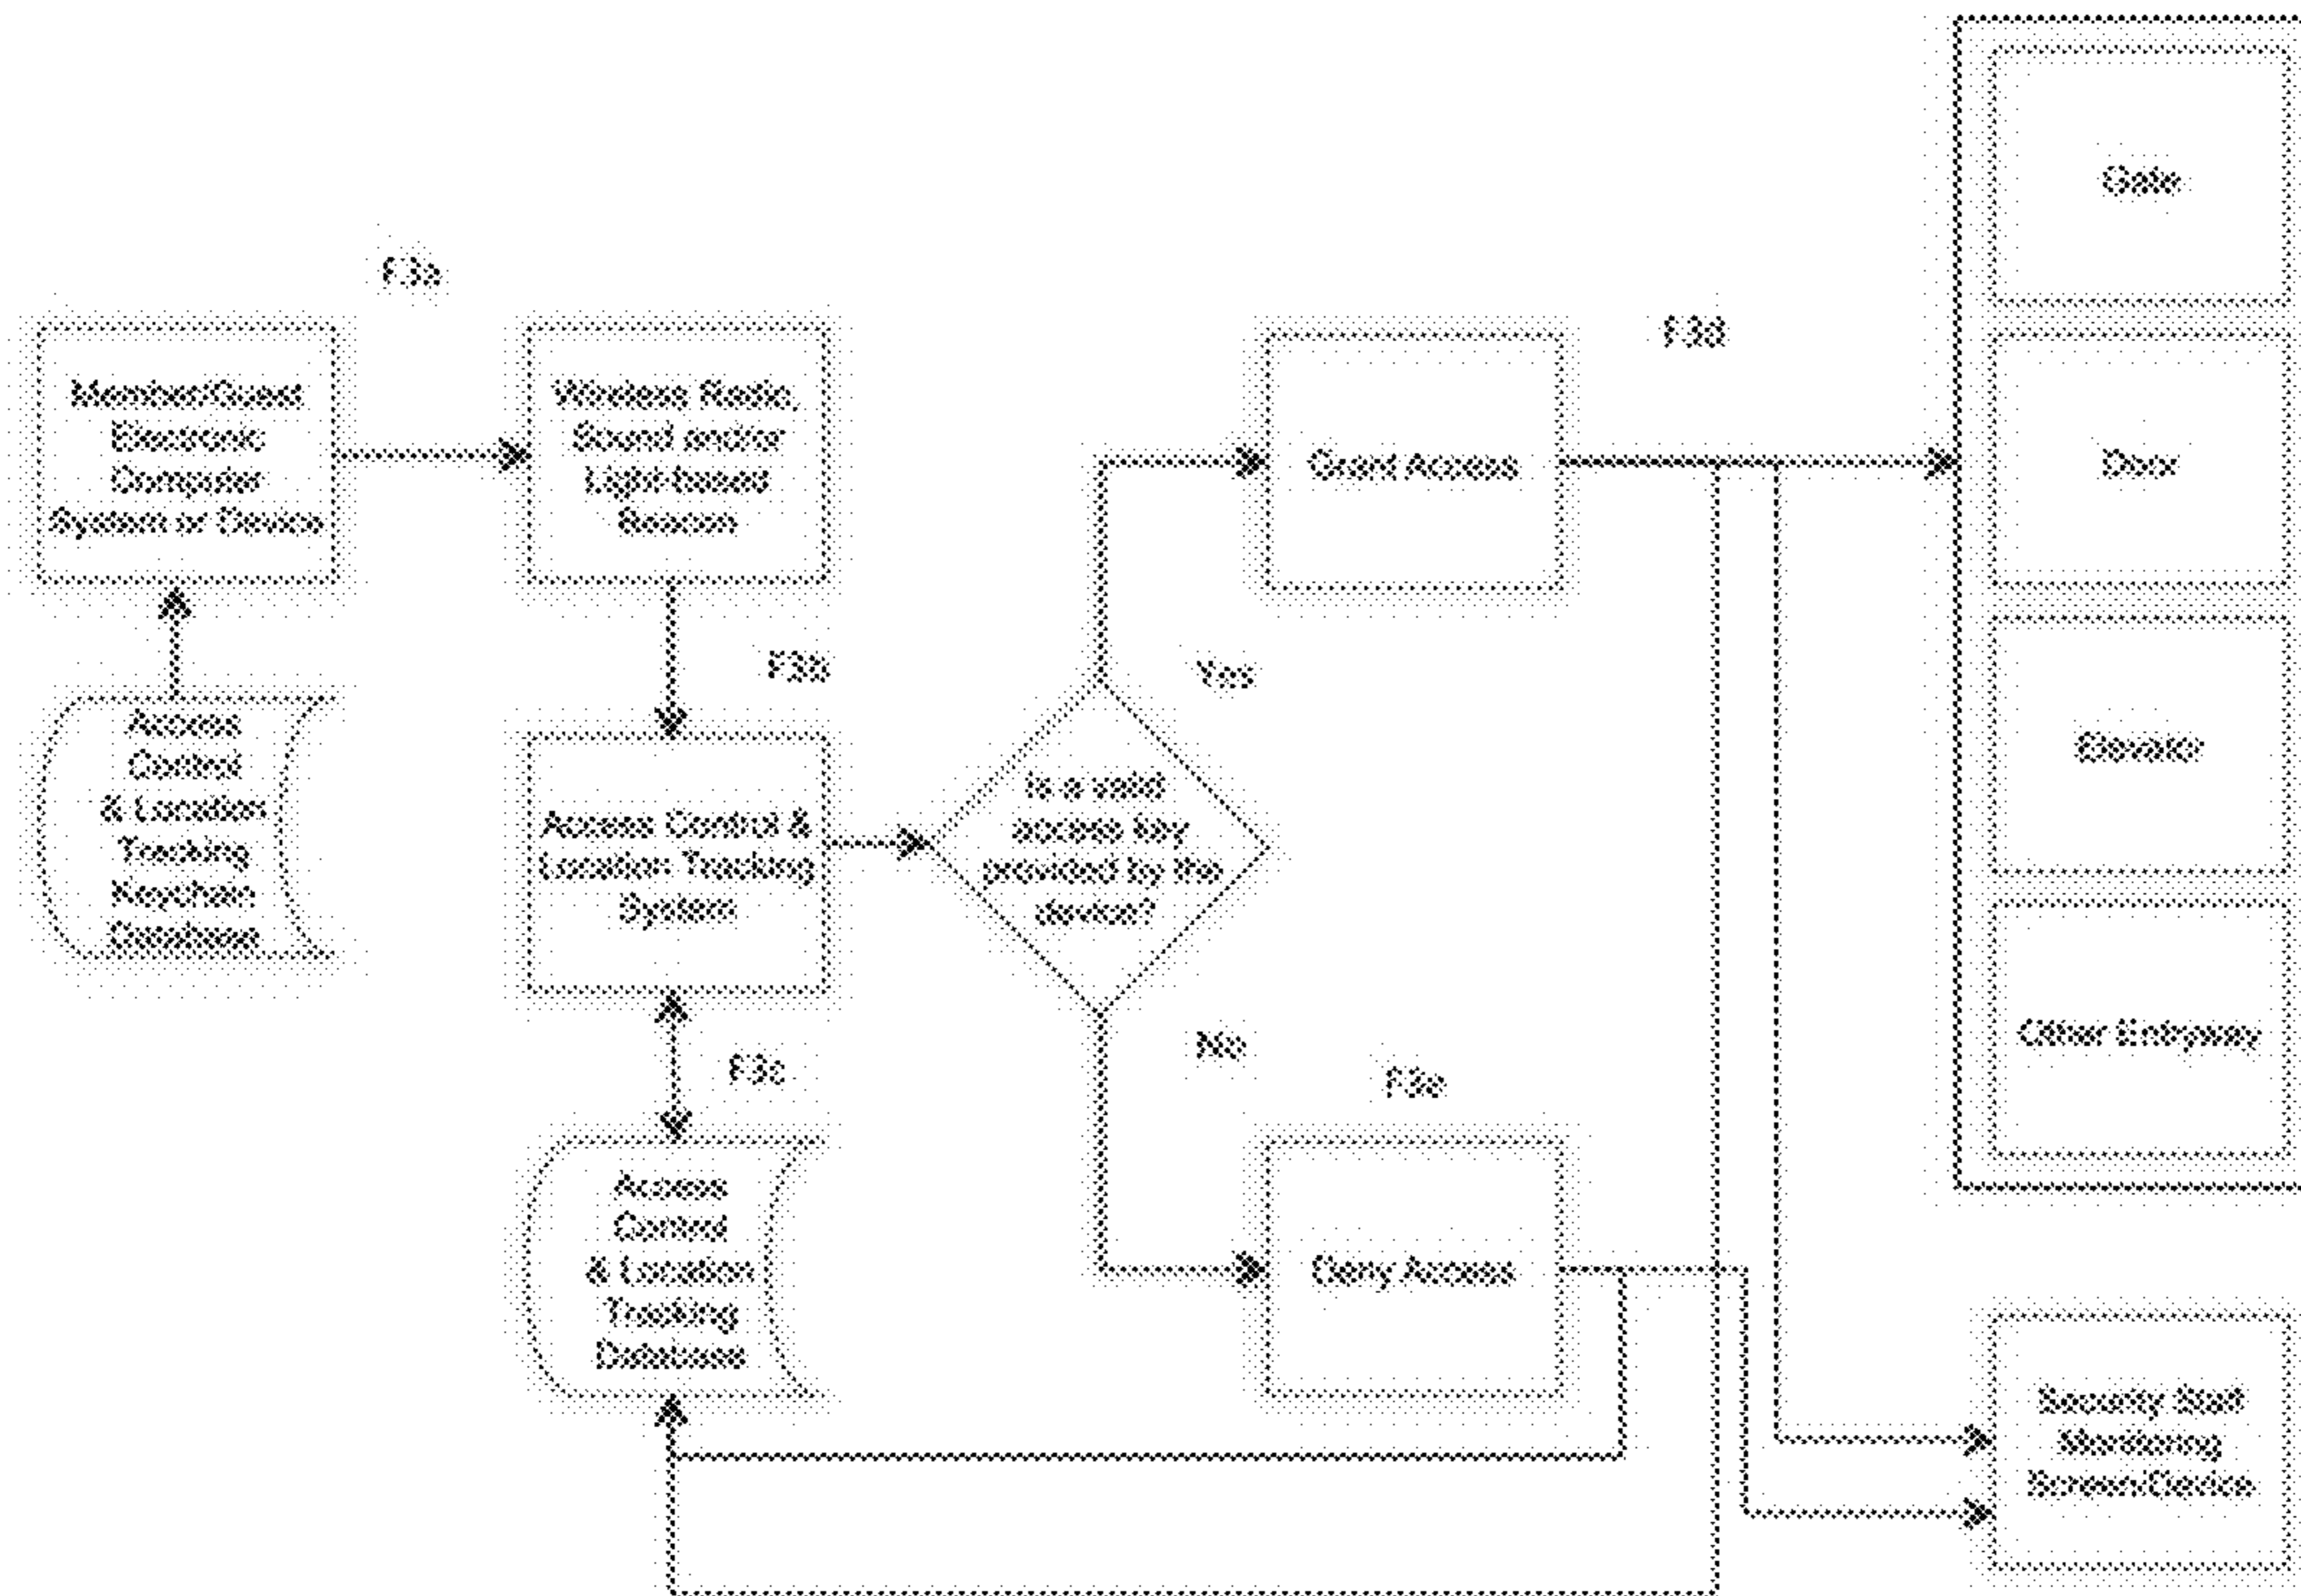 Gate
F3a
F3d
Member/Guest
Electronic
Computer
System or Device
Wireless Radio,
Sound and/or
Light-based
Beacon
Grant Access
Door
F3b
Yes
Access
Control
& Location
Tracking
Keychain
Database
Access Control &
Location Tracking
System
Is a valid
access key
provided by the
device?
Elevator
No
F3c
F3e
Other Entryway
Access
Control
& Location
Tracking
Database
Deny Access
Security Staff
Monitoring
Screen/Device